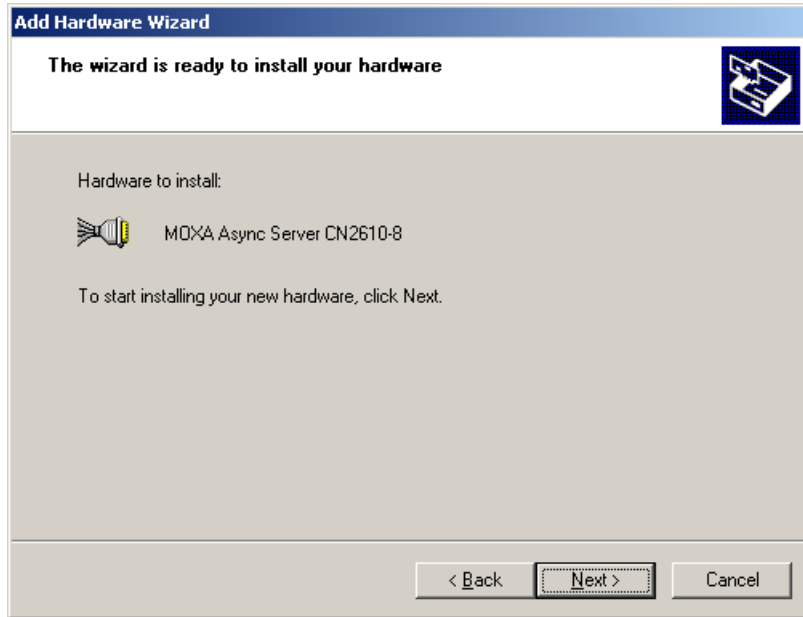 Add Hardware Wizard
The wizard is ready to install your hardware
Hardware to install:
MOXA Async Server CN2610-8
To start installing your new hardware, click Next.
< Back Next > Cancel